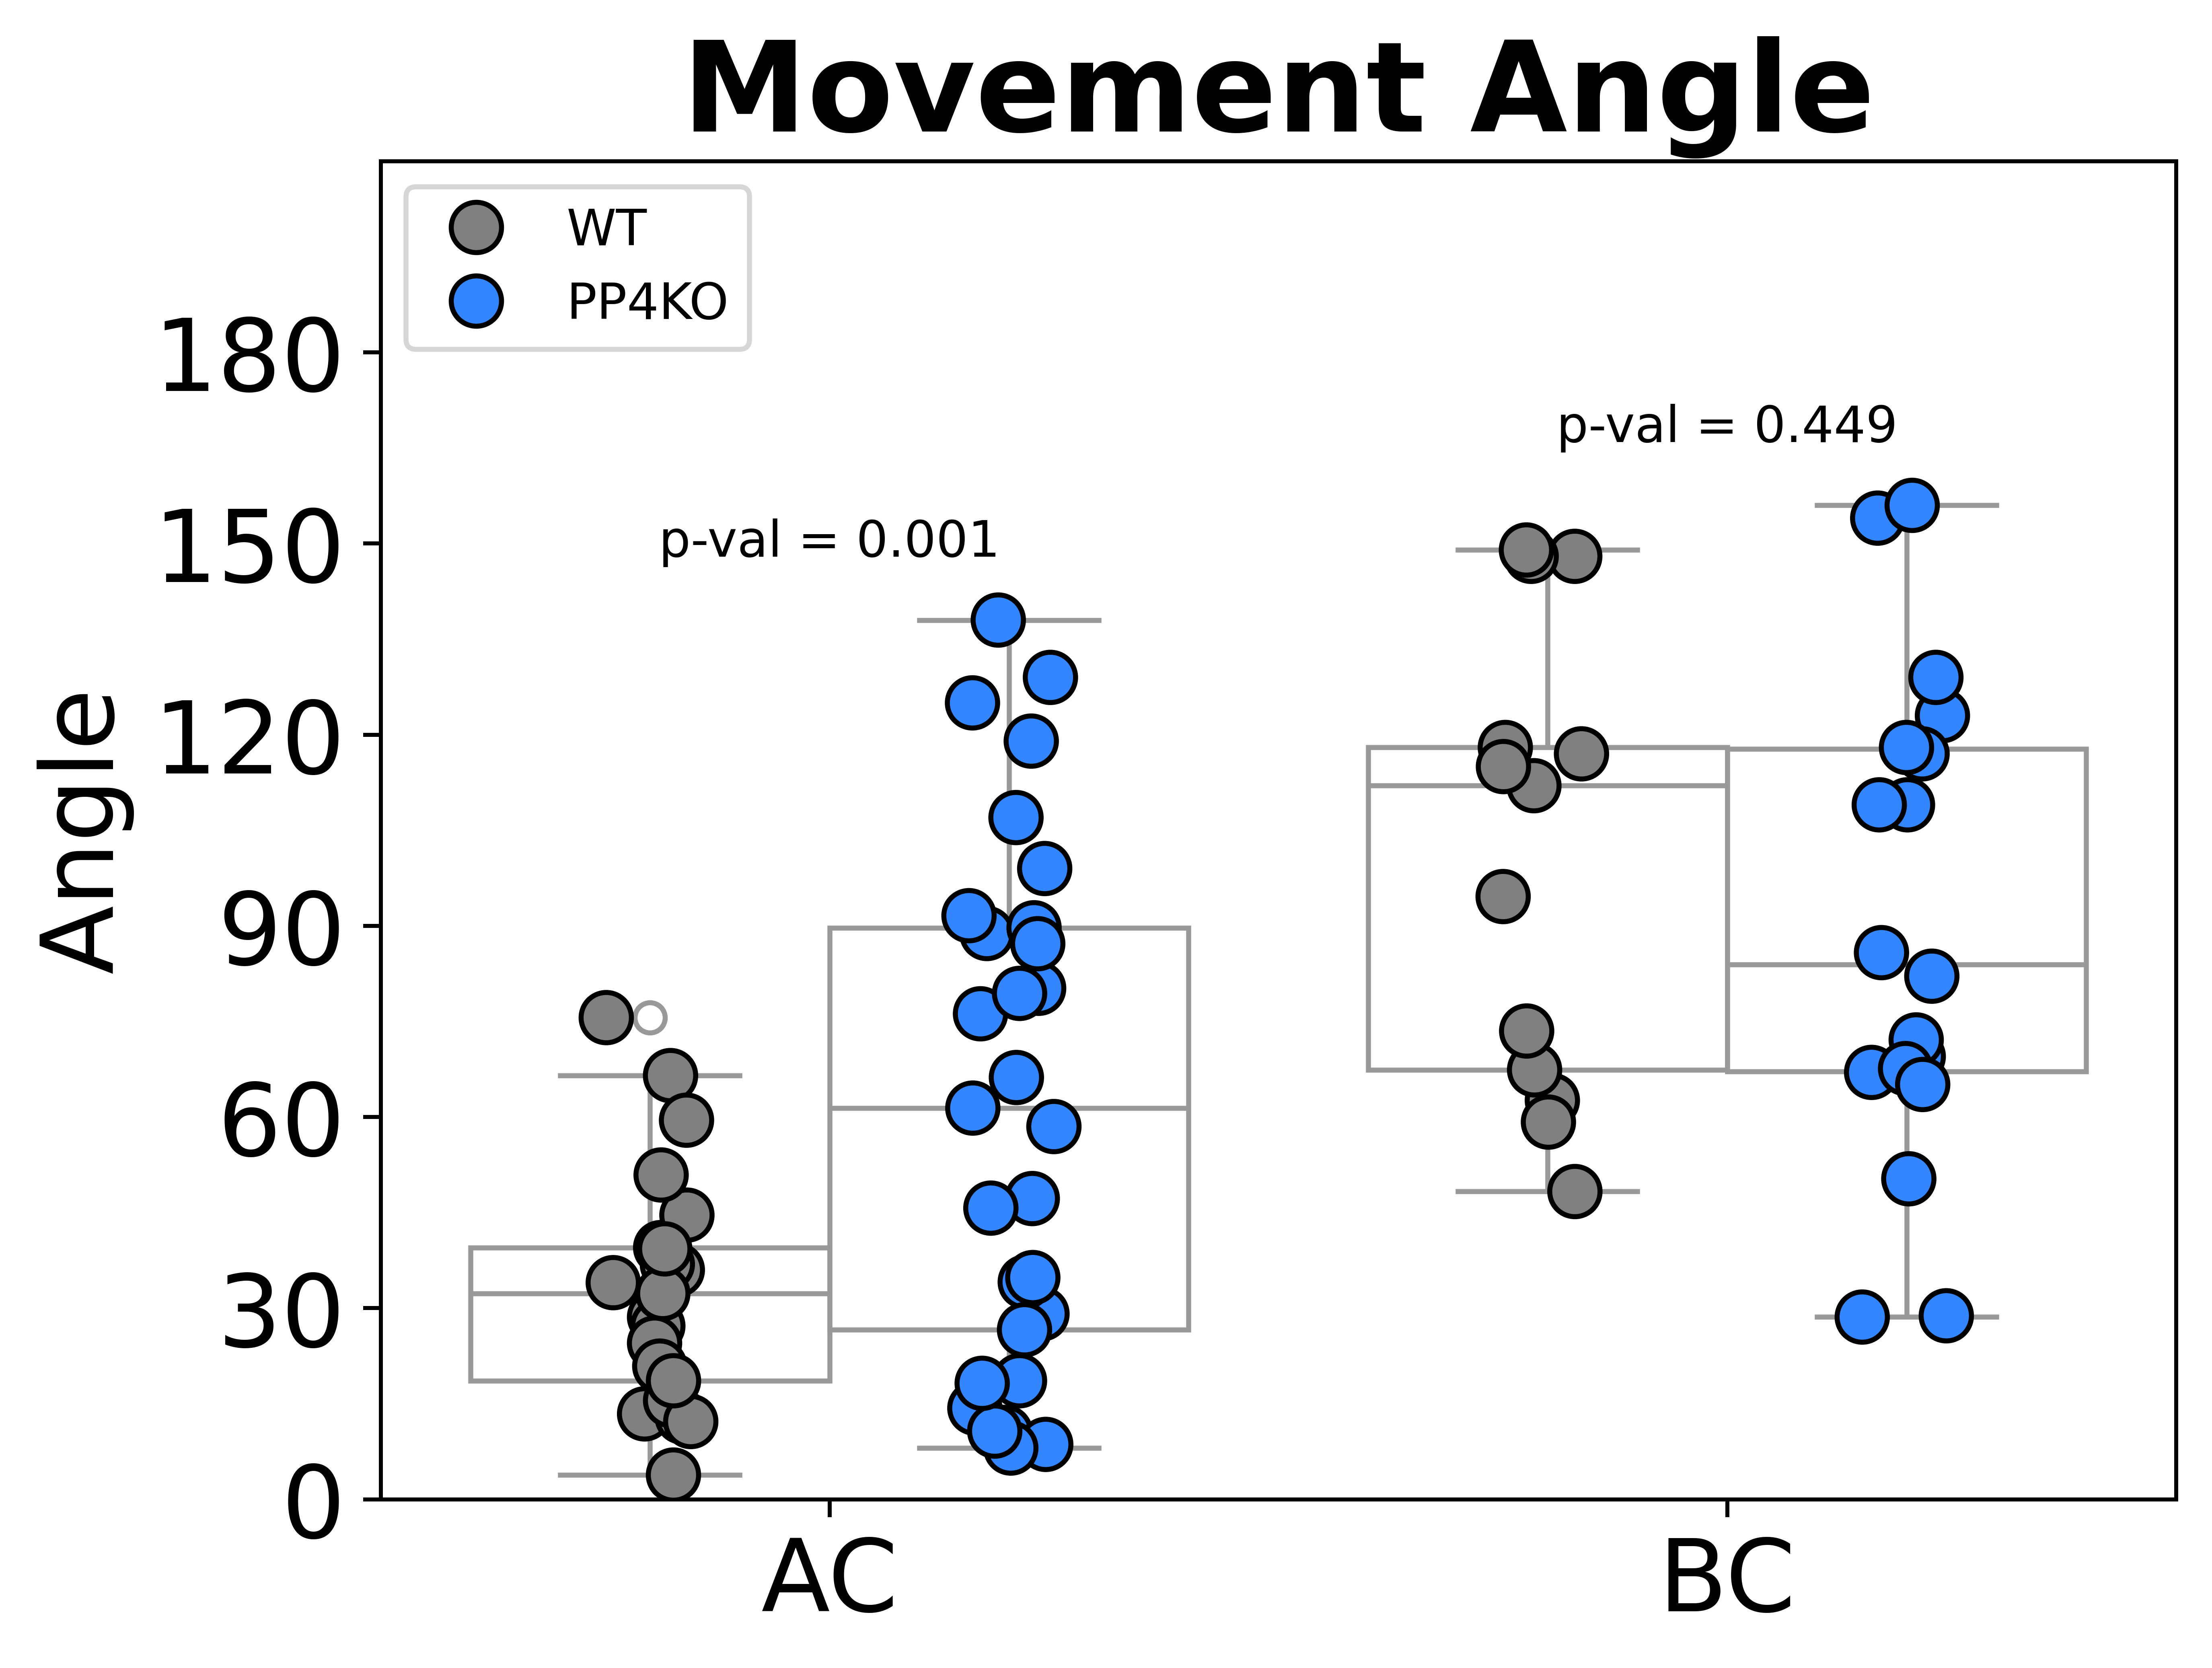 Movement Angle
WT
PP4KO
180
p-val = 0.449
150
p-val = 0.001
120
Angle
90
60
30
0
AC
BC